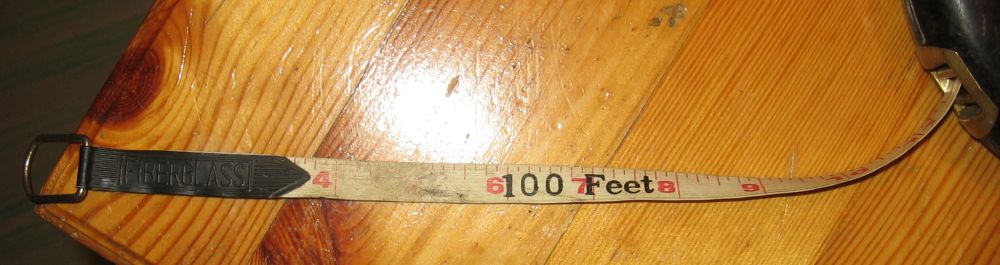 FIBERGLASS 4 6 100 7 Feet 8 9